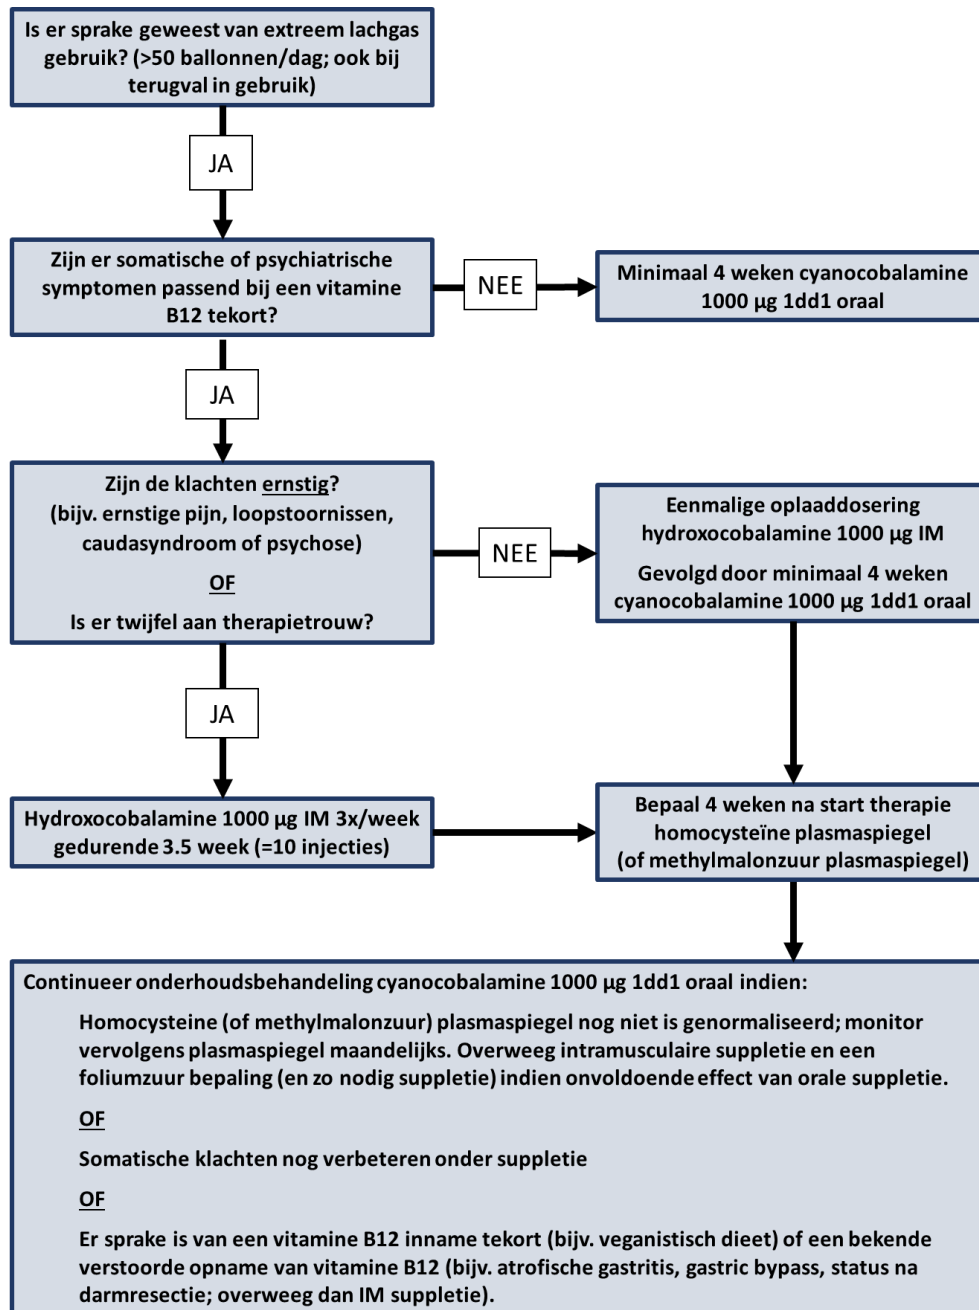 Is er sprake geweest van extreem lachgas
gebruik? (>50 ballonnen/dag; ook bij
terugval in gebruik)
JA
Zijn er somatische of psychiatrische
symptomen passend bij een vitamine
B12 tekort?
NEE
Minimaal 4 weken cyanocobalamine
1000 µg 1dd1 oraal
JA
Zijn de klachten ernstig?
(bijv. ernstige pijn, loopstoornissen,
caudasyndroom of psychose)
OF
Is er twijfel aan therapietrouw?
NEE
Eenmalige oplaaddosering
hydroxocobalamine 1000 µg IM
Gevolgd door minimaal 4 weken
cyanocobalamine 1000 µg 1dd1 oraal
JA
Hydroxocobalamine 1000 µg IM 3x/week
gedurende 3.5 week (=10 injecties)
Bepaal 4 weken na start therapie
homocysteïne plasmaspiegel
(of methylmalonzuur plasmaspiegel)
Continueer onderhoudsbehandeling cyanocobalamine 1000 µg 1dd1 oraal indien:
Homocysteine (of methylmalonzuur) plasmaspiegel nog niet is genormaliseerd; monitor
vervolgens plasmaspiegel maandelijks. Overweeg intramusculaire suppletie en een
foliumzuur bepaling (en zo nodig suppletie) indien onvoldoende effect van orale suppletie.
OF
Somatische klachten nog verbeteren onder suppletie
OF
Er sprake is van een vitamine B12 inname tekort (bijv. veganistisch dieet) of een bekende
verstoorde opname van vitamine B12 (bijv. atrofische gastritis, gastric bypass, status na
darmresectie; overweeg dan IM suppletie).